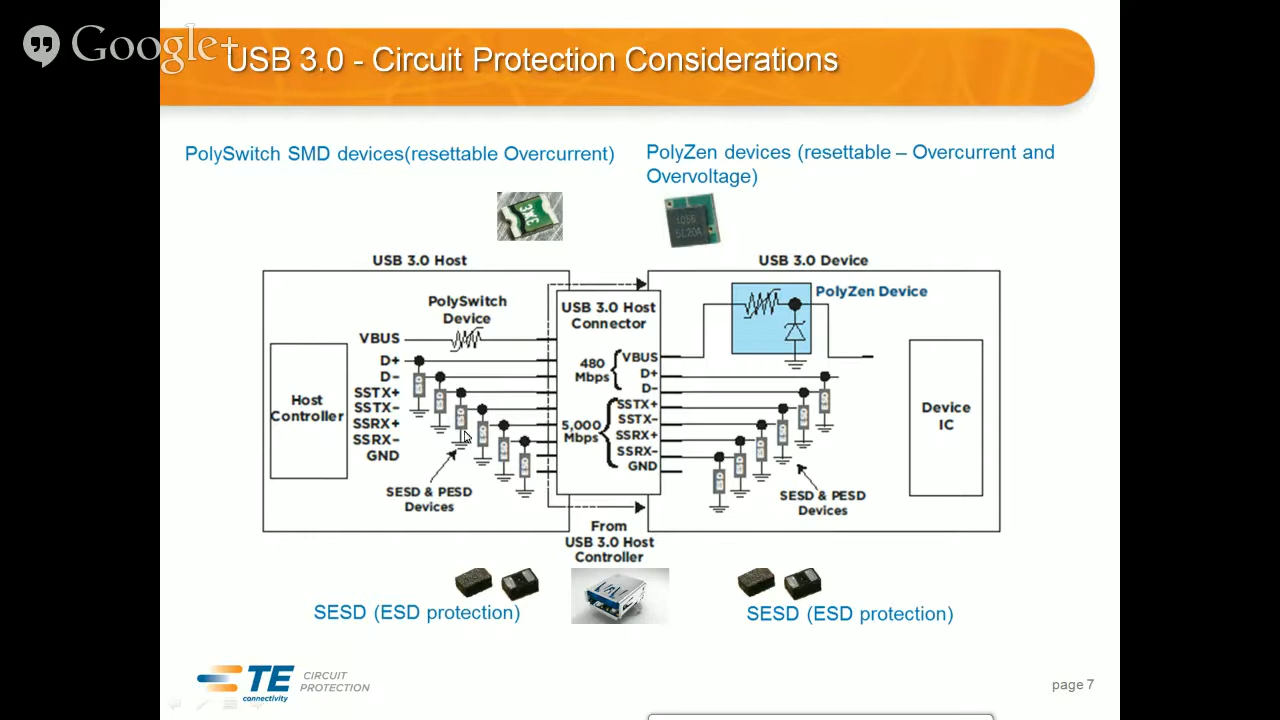 Google+
USB 3.0 - Circuit Protection Considerations
PolySwitch SMD devices(resettable Overcurrent)
PolyZen devices (resettable – Overcurrent and
Overvoltage)
USB 3.0 Host
PolySwitch
Device
VBUS
D+
D–
SSTX+
SSTX–
SSRX+
SSRX–
GND
Host
Controller
SESD & PESD
Devices
USB 3.0 Host
Connector
480
Mbps
5,000
Mbps
VBUS
D+
D–
SSTX+
SSTX–
SSRX+
SSRX–
GND
From
USB 3.0 Host
Controller
USB 3.0 Device
PolyZen Device
Device
IC
SESD & PESD
Devices
SESD (ESD protection)
SESD (ESD protection)
TE
connectivity
CIRCUIT
PROTECTION
page 7